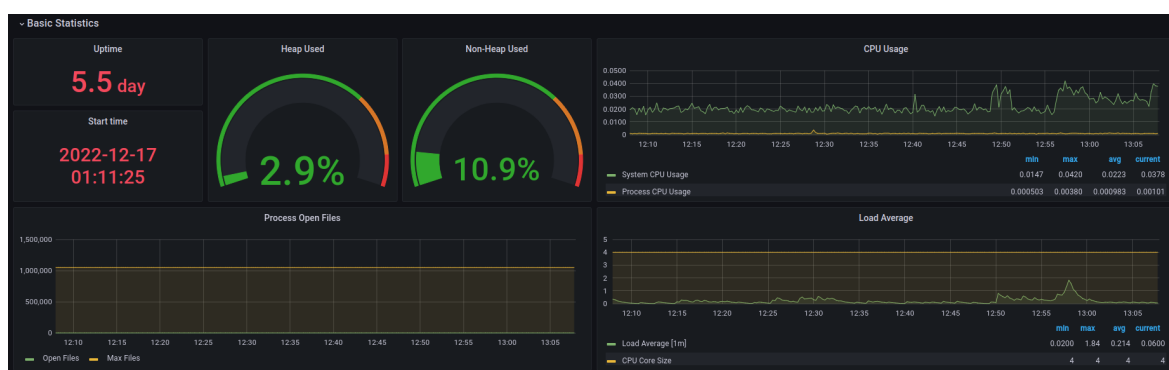 Basic Statistics
Uptime
5.5 day
Start time
2022-12-17
01:11:25
Heap Used
2.9%
Non-Heap Used
10.9%
CPU Usage
0.0500
0.0400
0.0300
0.0200
0.0100
0
12:10 12:15 12:20 12:25 12:30 12:35 12:40 12:45 12:50 12:55 13:00 13:05
min max avg current
System CPU Usage 0.0147 0.0420 0.0223 0.0378
Process CPU Usage 0.000503 0.00380 0.000983 0.00101
Process Open Files
1,500,000
1,000,000
500,000
0
12:10 12:15 12:20 12:25 12:30 12:35 12:40 12:45 12:50 12:55 13:00 13:05
Open Files Max Files
Load Average
5
4
3
2
1
0
12:10 12:15 12:20 12:25 12:30 12:35 12:40 12:45 12:50 12:55 13:00 13:05
min max avg current
Load Average [1m] 0.0200 1.84 0.214 0.0600
CPU Core Size 4 4 4 4